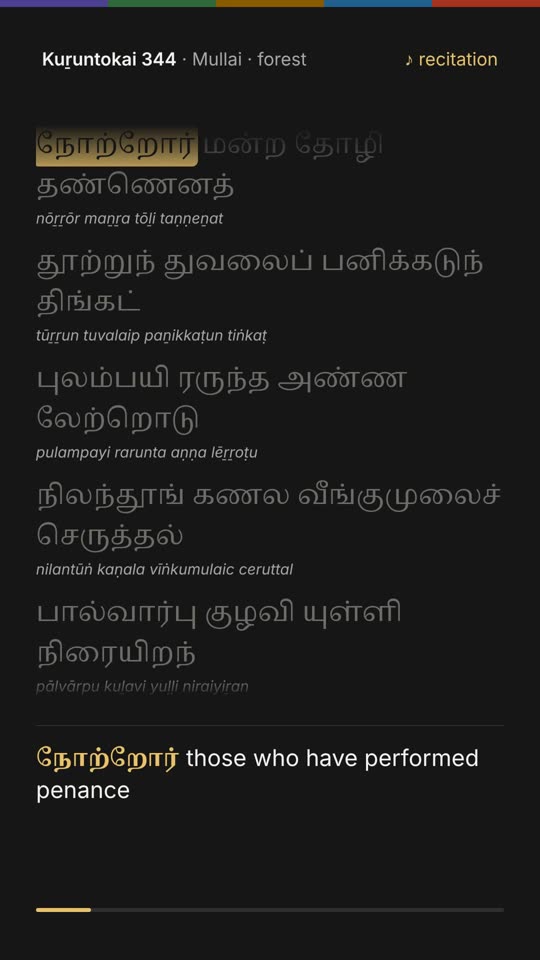 Kuṟuntokai 344 · Mullai · forest
♪ recitation
நோற்றோர் மன்ற தோழி
தண்ணெனத்
nōṟṟōr maṉṟa tōḻi taṇṇeṉat
தூற்றுந் துவலைப் பனிக்கடுந்
திங்கட்
tūṟṟun tuvalaip paṉikkaṭun tiṅkaṭ
புலம்பயி ரருந்த அண்ண
லேற்றொடு
pulampayi rarunta aṇṇa lēṟṟoṭu
நிலந்தூங் கணல வீங்குமுலைச்
செருத்தல்
nilantūṅ kaṇala vīṅkumulaic ceruttal
பால்வார்பு குழவி யுள்ளி
நிரையிறந்
pālvārpu kuḻavi yuḷḷi niraiyiṟan
நோற்றோர் those who have performed
penance